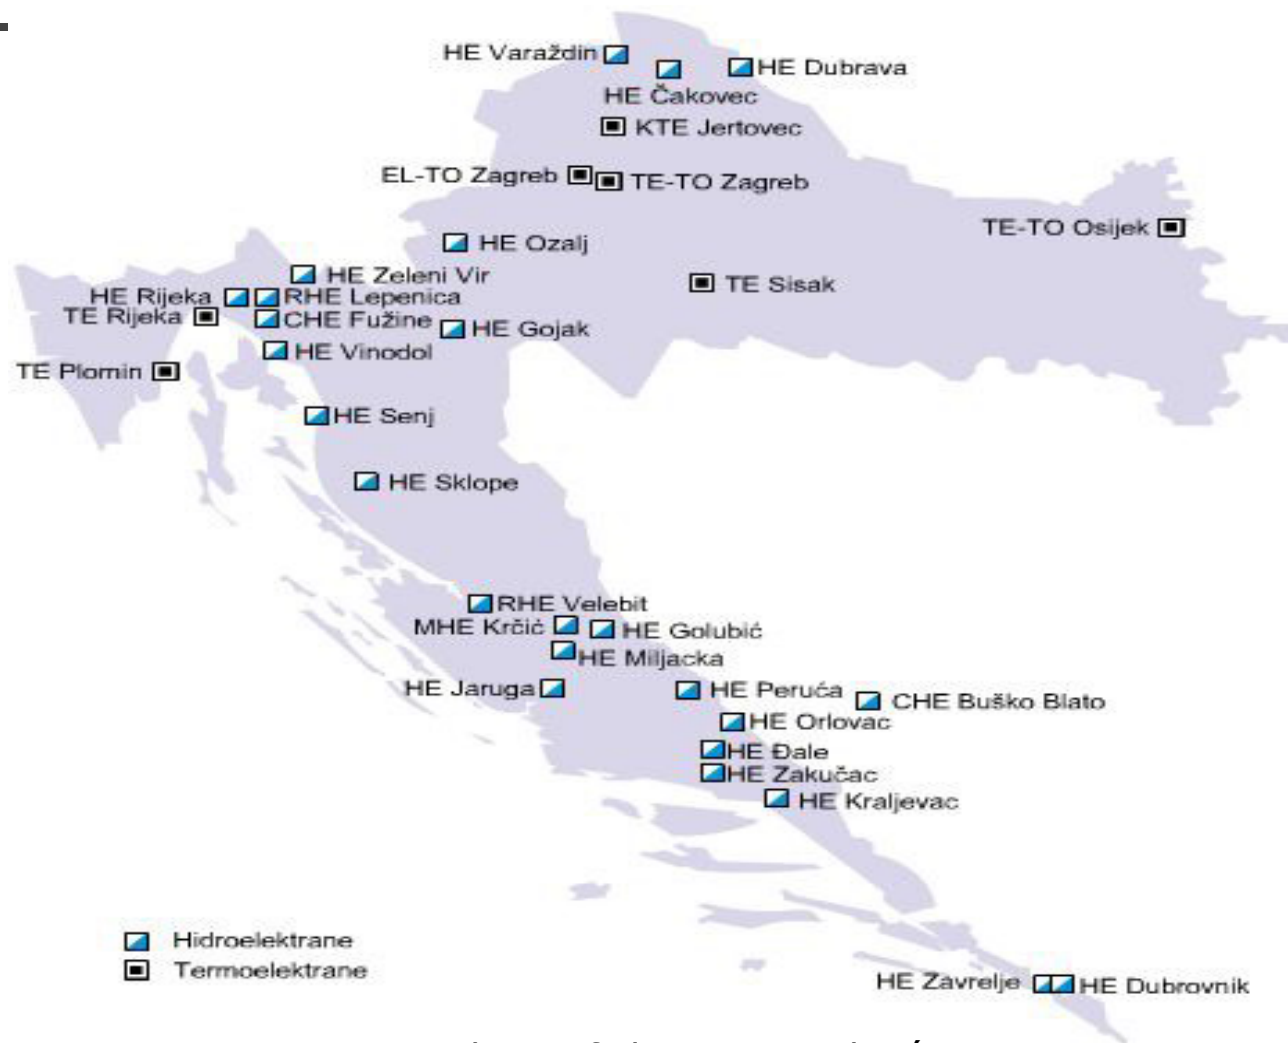 HE Varaždin
HE Dubrava
HE Čakovec
KTE Jertovec
EL-TO Zagreb
TE-TO Zagreb
TE-TO Osijek
HE Ozalj
HE Zeleni Vir
TE Sisak
HE Rijeka
RHE Lepenica
TE Rijeka
CHE Fužine
HE Gojak
HE Vinodol
TE Plomin
HE Senj
HE Sklope
RHE Velebit
MHE Krčić
HE Golubić
HE Miljacka
HE Jaruga
HE Peruća
CHE Buško Blato
HE Orlovac
HE Đale
HE Zakučac
HE Kraljevac
Hidroelektrane
Termoelektrane
HE Zavrelje
HE Dubrovnik